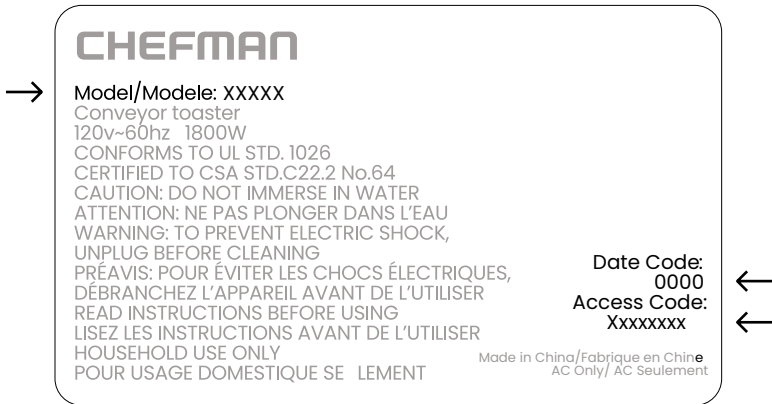 CHEFMAN
Model/Modele: XXXXX
Conveyor toaster
120v~60hz 1800W
CONFORMS TO UL STD. 1026
CERTIFIED TO CSA STD.C22.2 No.64
CAUTION: DO NOT IMMERSE IN WATER
ATTENTION: NE PAS PLONGER DANS L'EAU
WARNING: TO PREVENT ELECTRIC SHOCK,
UNPLUG BEFORE CLEANING
PRÉAVIS: POUR ÉVITER LES CHOCS ÉLECTRIQUES,
DÉBRANCHEZ L'APPAREIL AVANT DE L'UTILISER
READ INSTRUCTIONS BEFORE USING
LISEZ LES INSTRUCTIONS AVANT DE L'UTILISER
HOUSEHOLD USE ONLY
POUR USAGE DOMESTIQUE SE LEMENT
Date Code:
0000
Access Code:
Xxxxxxxx
Made in China/Fabrique en Chine
AC Only/ AC Seulement